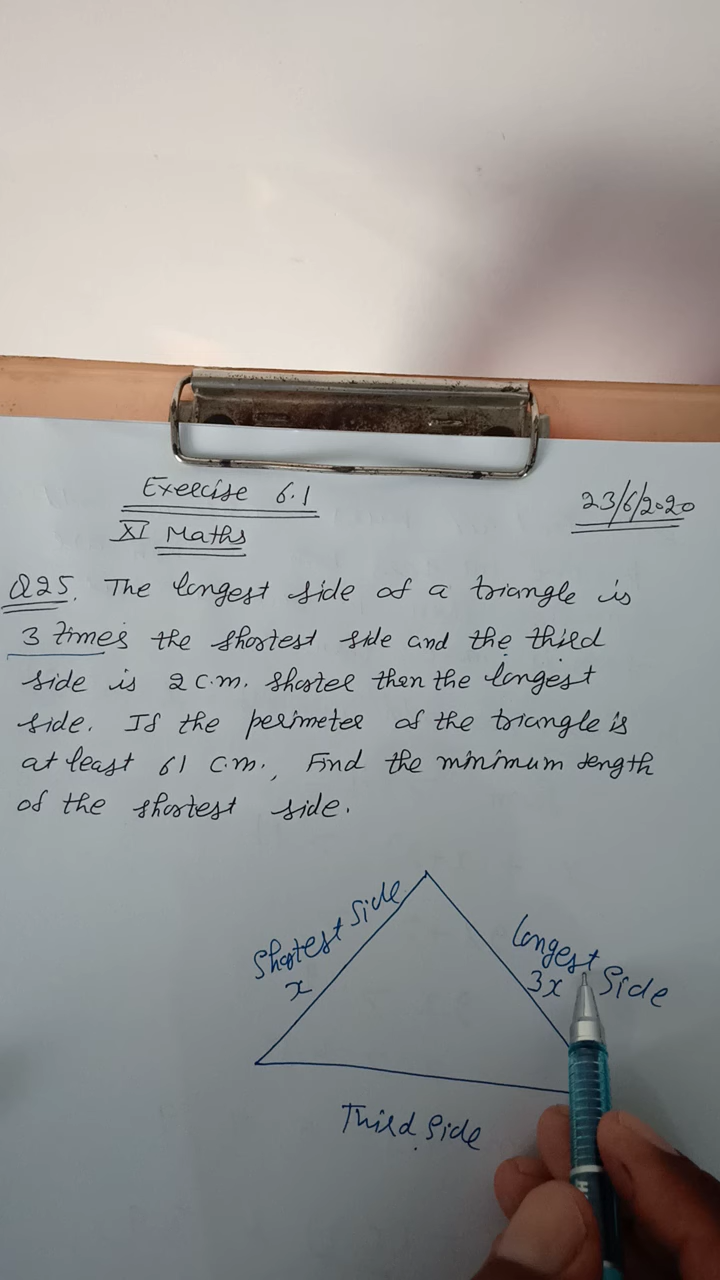 Exercise 6.1
23/6/2020
XI Maths
Q25. The longest side of a triangle is
3 times the shortest side and the third
side is 2 c.m. shorter then the longest
side. If the perimeter of the triangle is
at least 61 c.m., Find the minimum length
of the shortest side.
Shortest Side
x
Longest Side
3x
Third Side
H